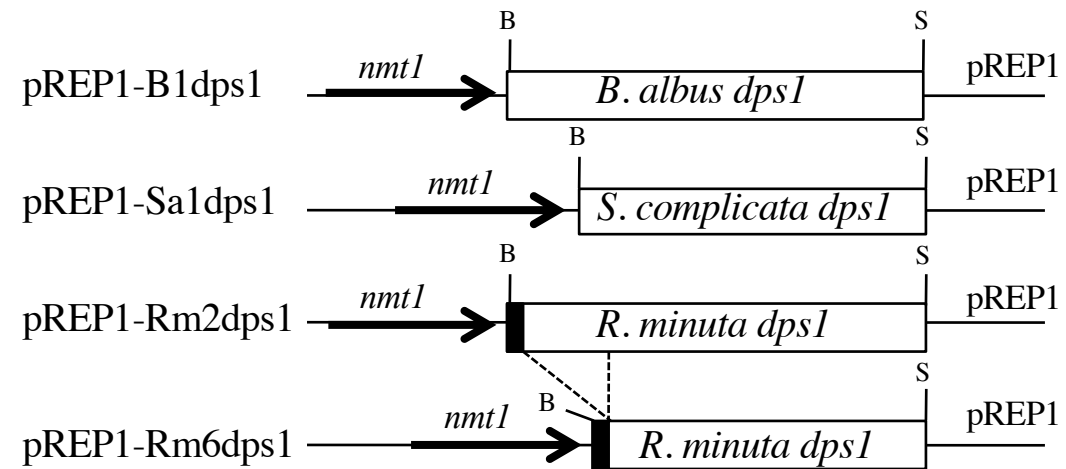 B S
pREP1-B1dps1 nmt1 B. albus dps1 pREP1
B S
pREP1-Sa1dps1 nmt1 S. complicata dps1 pREP1
B S
pREP1-Rm2dps1 nmt1 R. minuta dps1 pREP1
B S
pREP1-Rm6dps1 nmt1 R. minuta dps1 pREP1